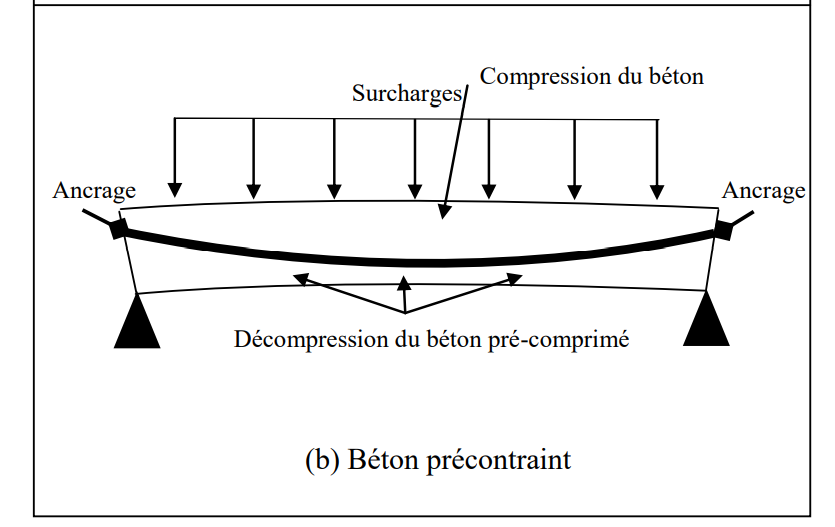 Compression du béton
Surcharges
Ancrage
Ancrage
Décompression du béton pré-comprimé
(b) Béton précontraint